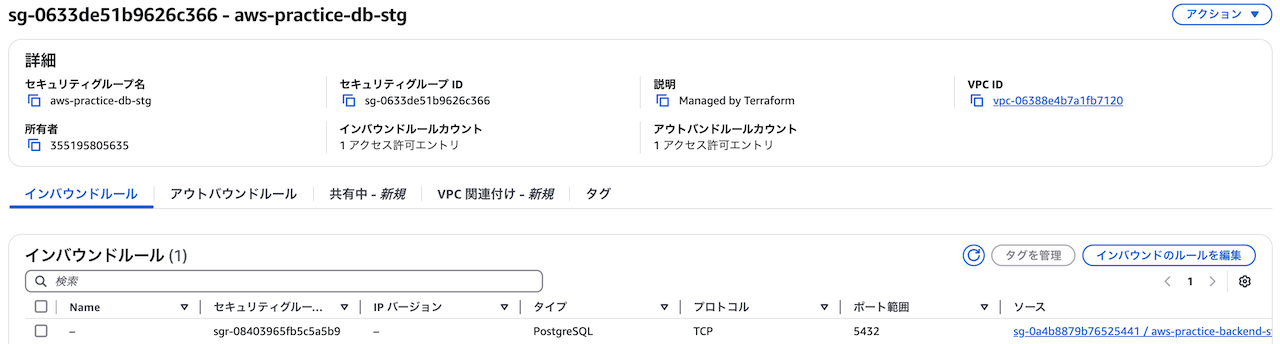 sg-0633de51b9626c366 - aws-practice-db-stg
アクション
詳細
セキュリティグループ名
aws-practice-db-stg
セキュリティグループ ID
sg-0633de51b9626c366
説明
Managed by Terraform
VPC ID
vpc-06388e4b7a1fb7120
所有者
355195805635
インバウンドルールカウント
1 アクセス許可エントリ
アウトバンドルールカウント
1 アクセス許可エントリ
インバウンドルール アウトバウンドルール 共有中 - 新規 VPC 関連付け - 新規 タグ
インバウンドルール (1)
タグを管理
インバウンドのルールを編集
検索
1
Name セキュリティグルー... IP バージョン タイプ プロトコル ポート範囲 ソース
– sgr-08403965fb5c5a5b9 – PostgreSQL TCP 5432 sg-0a4b8879b76525441 / aws-practice-backend-s